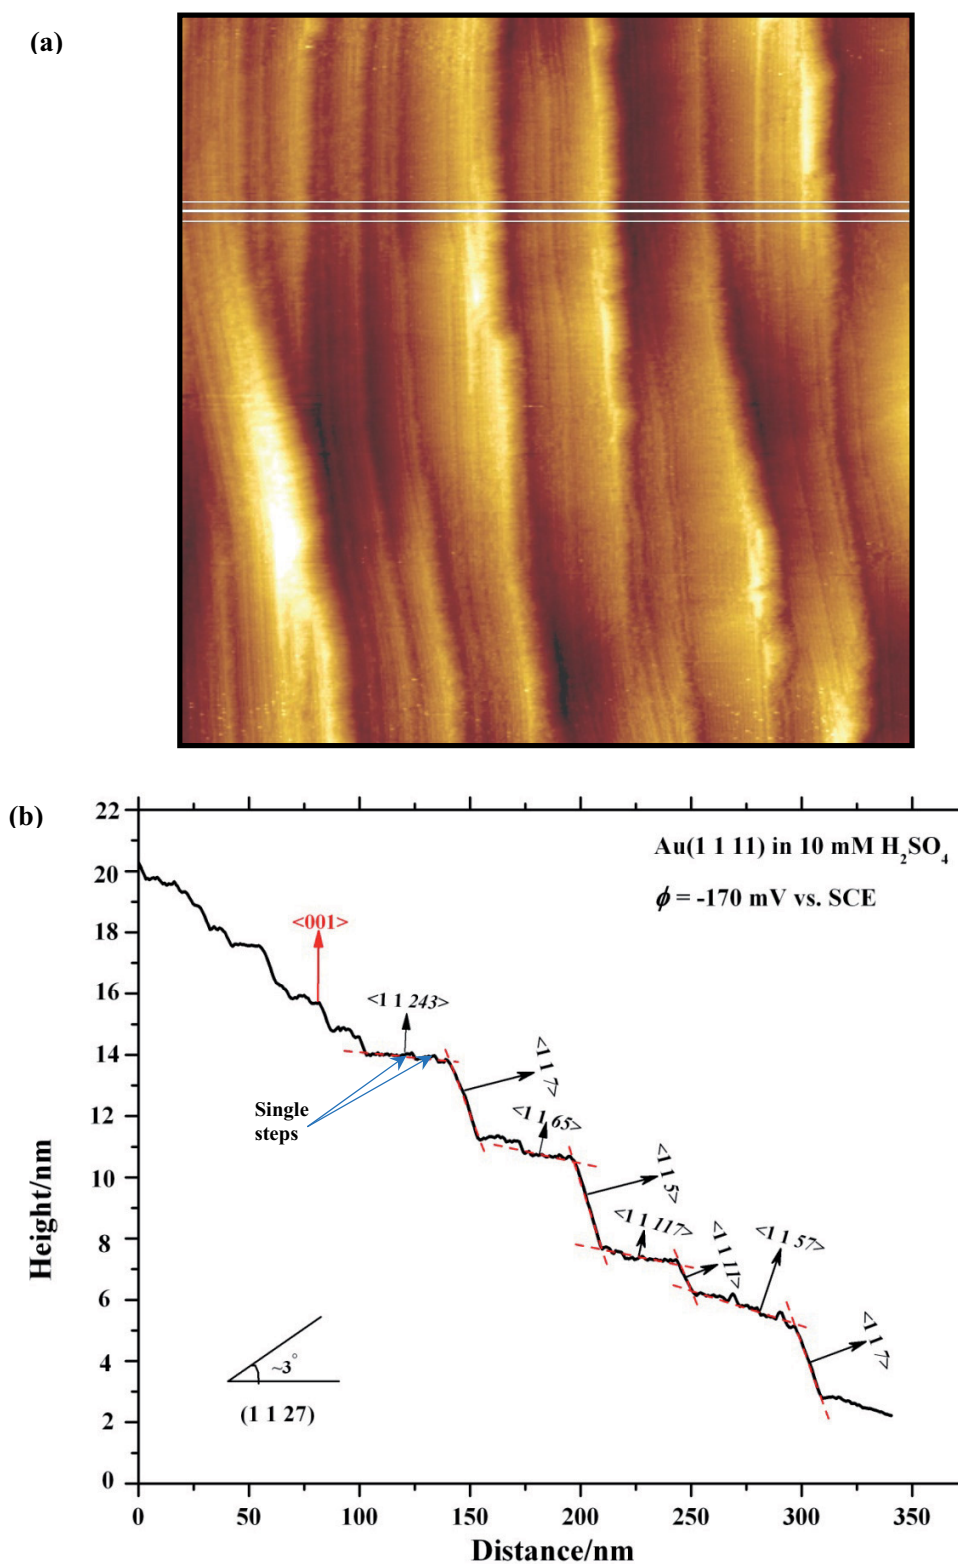 (a)
(b)
22
20
18
16
14
12
10
8
6
4
2
0
Height/nm
Au(1 1 11) in 10 mM H₂SO₄
ϕ = -170 mV vs. SCE
<001>
<1 1 243>
<1 1 7>
Single
steps
<1 1 65>
<1 1 5>
<1 1 117>
<1 1 11>
<1 1 57>
<1 1 7>
~3°
(1 1 27)
0
50
100
150
200
250
300
350
Distance/nm